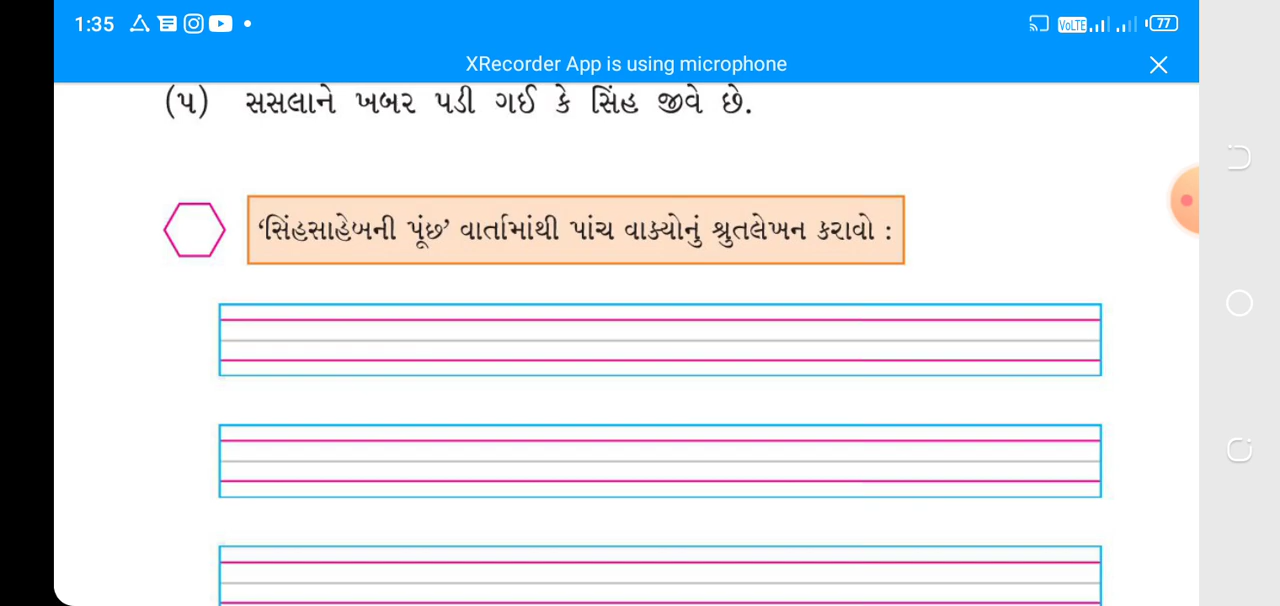 1:35
VoLTE
77
XRecorder App is using microphone
(૫) સસલાને ખબર પડી ગઈ કે સિંહ જીવે છે.
‘સિંહસાહેબની પૂંછ’ વાર્તામાંથી પાંચ વાક્યોનું શ્રુતલેખન કરાવો :